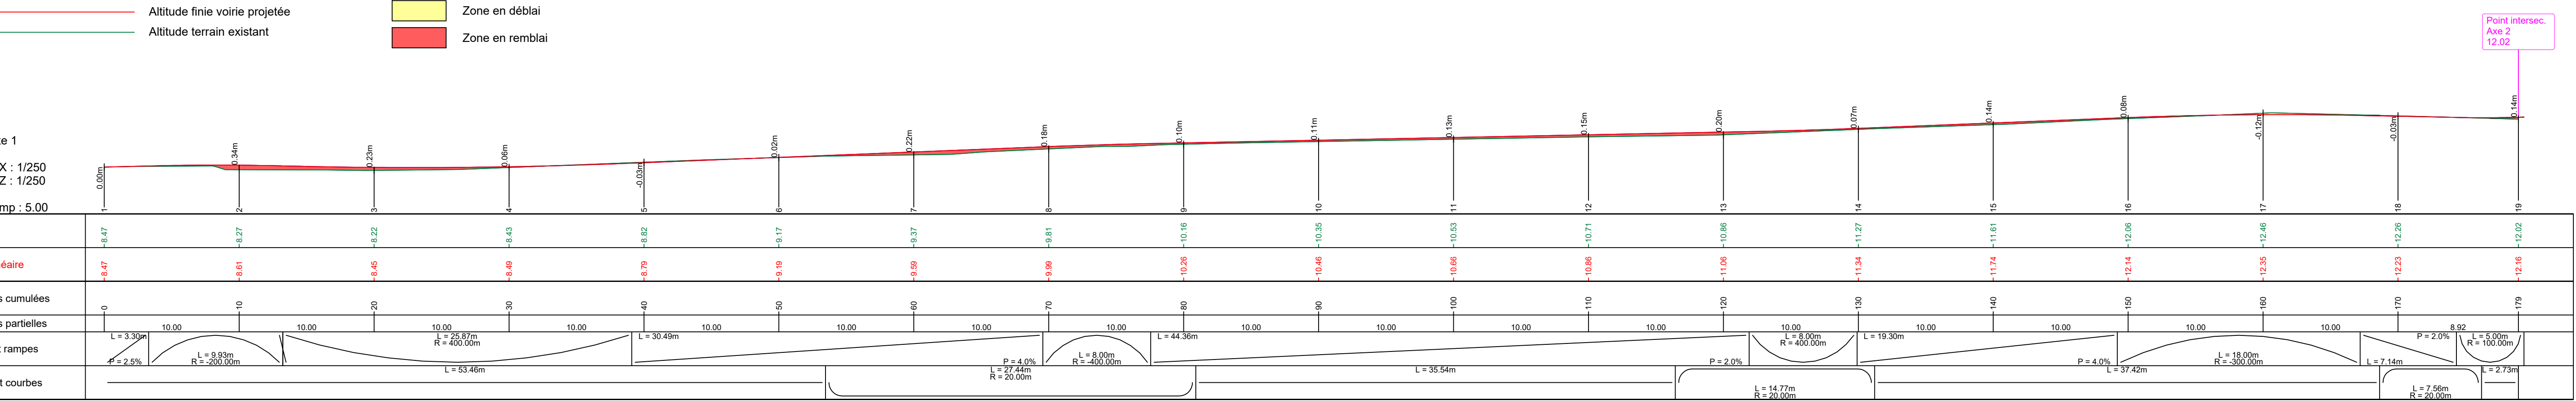 Altitude finie voirie projetée
Altitude terrain existant
Zone en déblai
Zone en remblai
Point intersec.
Axe 2
12.02
e 1
X : 1/250
Z : 1/250
mp : 5.00
0.00m 0.34m 0.23m 0.06m -0.03m 0.02m 0.22m 0.18m 0.10m 0.11m 0.13m 0.15m 0.20m 0.07m 0.14m 0.08m -0.12m -0.03m 0.14m
1 2 3 4 5 6 7 8 9 10 11 12 13 14 15 16 17 18 19
8.47 8.27 8.22 8.43 8.82 9.17 9.37 9.81 10.16 10.35 10.53 10.71 10.86 11.27 11.61 12.06 12.46 12.26 12.02
éaire 8.47 8.61 8.45 8.49 8.79 9.19 9.59 9.99 10.26 10.46 10.66 10.86 11.06 11.34 11.74 12.14 12.35 12.23 12.16
s cumulées 0 10 20 30 40 50 60 70 80 90 100 110 120 130 140 150 160 170 179
s partielles 10.00 10.00 10.00 10.00 10.00 10.00 10.00 10.00 10.00 10.00 10.00 10.00 10.00 10.00 10.00 10.00 10.00 8.92
t rampes
L = 3.30m
P = 2.5%
L = 9.93m
R = -200.00m
L = 25.87m
R = 400.00m
L = 30.49m
P = 4.0%
L = 8.00m
R = -400.00m
L = 44.36m
P = 2.0%
L = 8.00m
R = 400.00m
L = 19.30m
P = 4.0%
L = 18.00m
R = -300.00m
L = 7.14m
P = 2.0%
L = 5.00m
R = 100.00m
t courbes
L = 53.46m
L = 27.44m
R = 20.00m
L = 35.54m
L = 14.77m
R = 20.00m
L = 37.42m
L = 7.56m
R = 20.00m
L = 2.73m